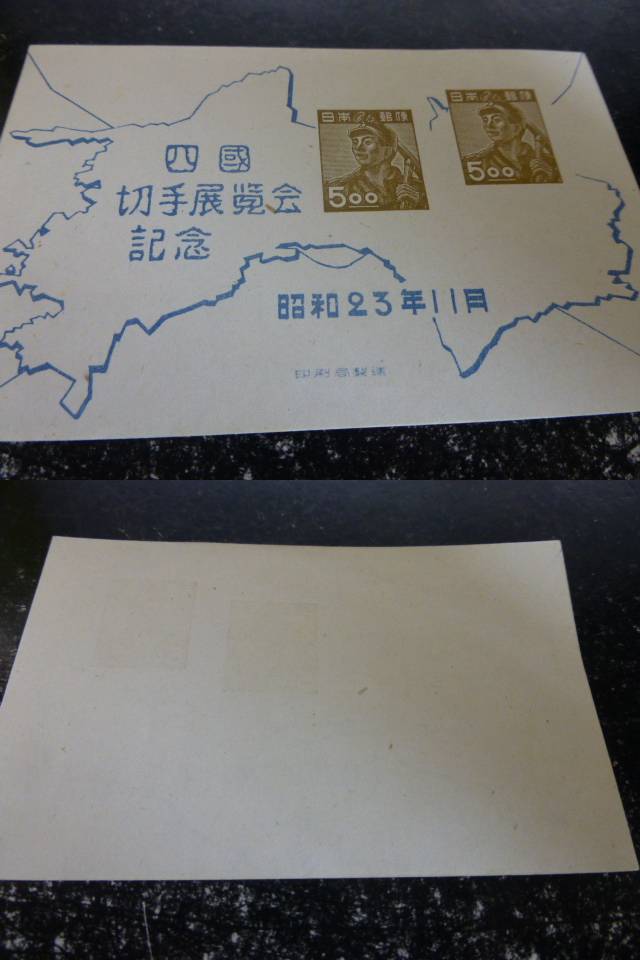 四國
切手展覧会
記念
日本郵便
5.00
日本郵便
5.00
昭和23年11月
印刷局製造